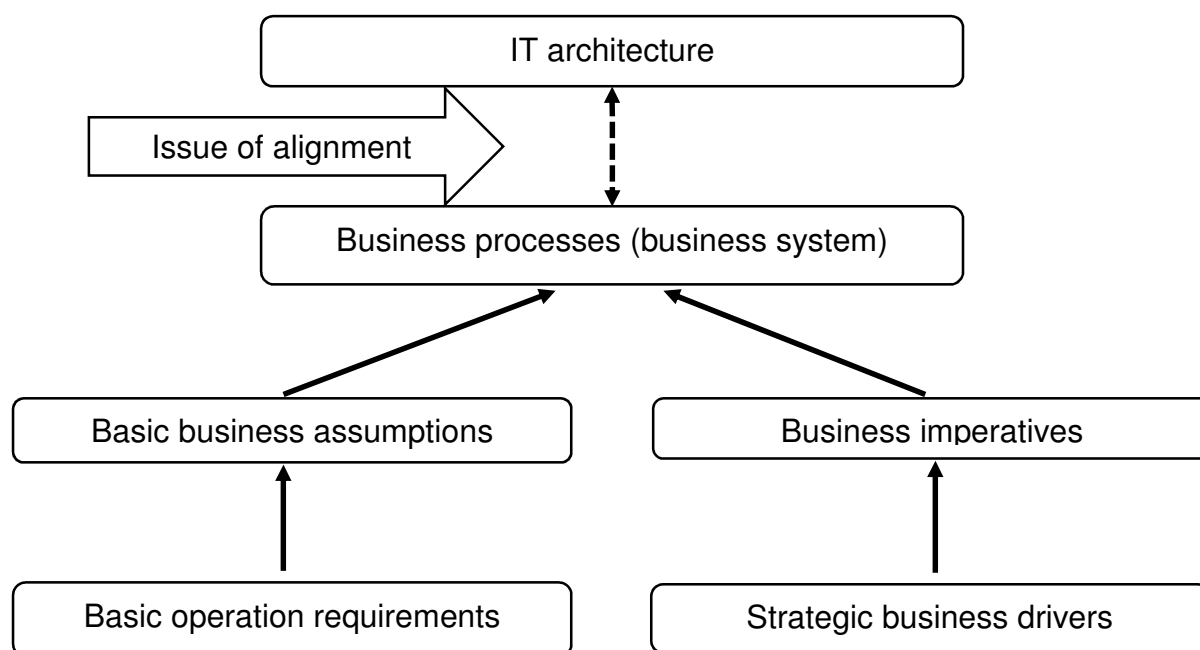 IT architecture
Issue of alignment
Business processes (business system)
Basic business assumptions
Business imperatives
Basic operation requirements
Strategic business drivers